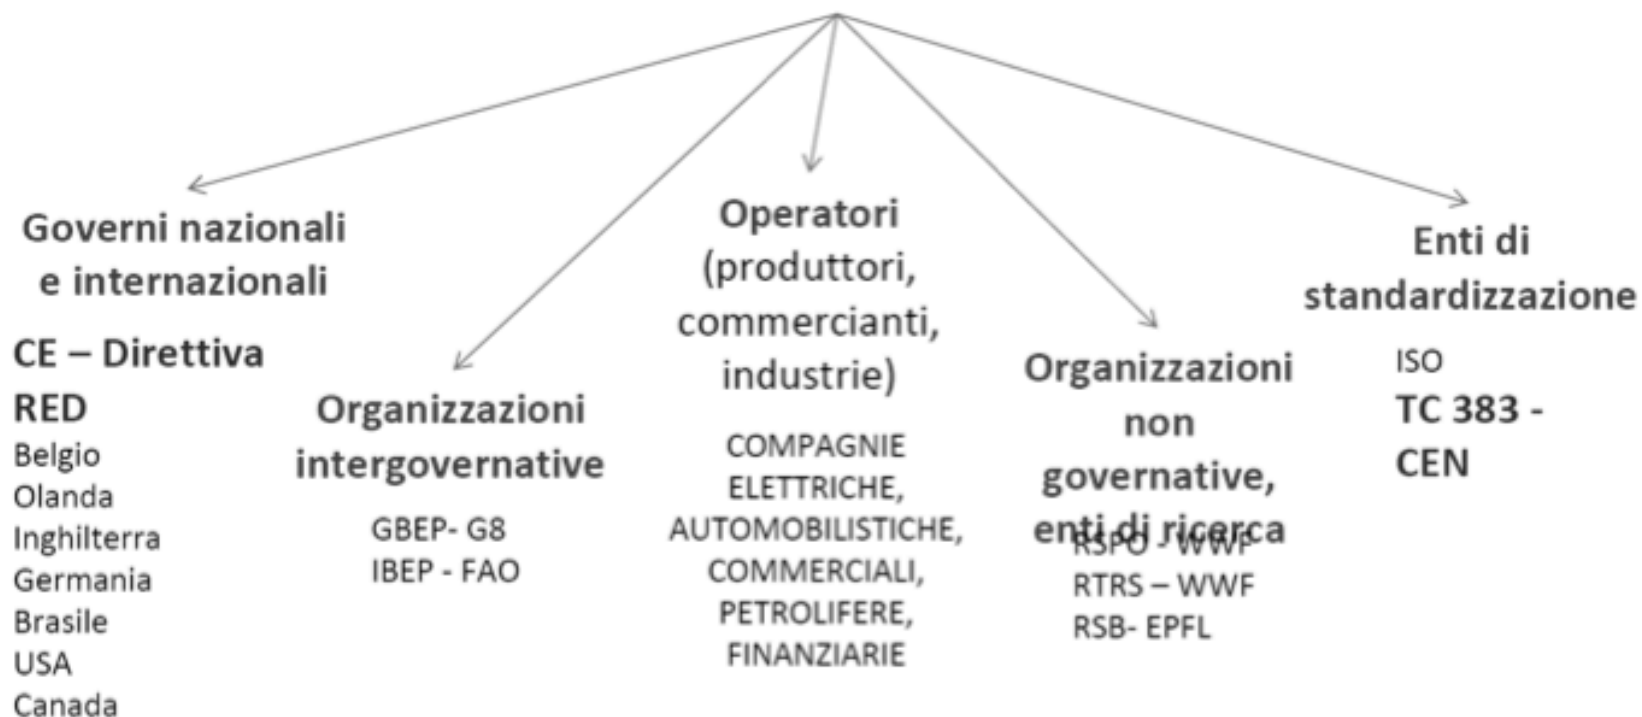 Governi nazionali
e internazionali
CE – Direttiva
RED
Belgio
Olanda
Inghilterra
Germania
Brasile
USA
Canada
Organizzazioni
intergovernative
GBEP- G8
IBEP - FAO
Operatori
(produttori,
commercianti,
industrie)
COMPAGNIE
ELETTRICHE,
AUTOMOBILISTICHE,
COMMERCIALI,
PETROLIFERE,
FINANZIARIE
Organizzazioni
non
governative,
enti di ricerca
RSPO - WWF
RTRS – WWF
RSB- EPFL
Enti di
standardizzazione
ISO
TC 383 -
CEN